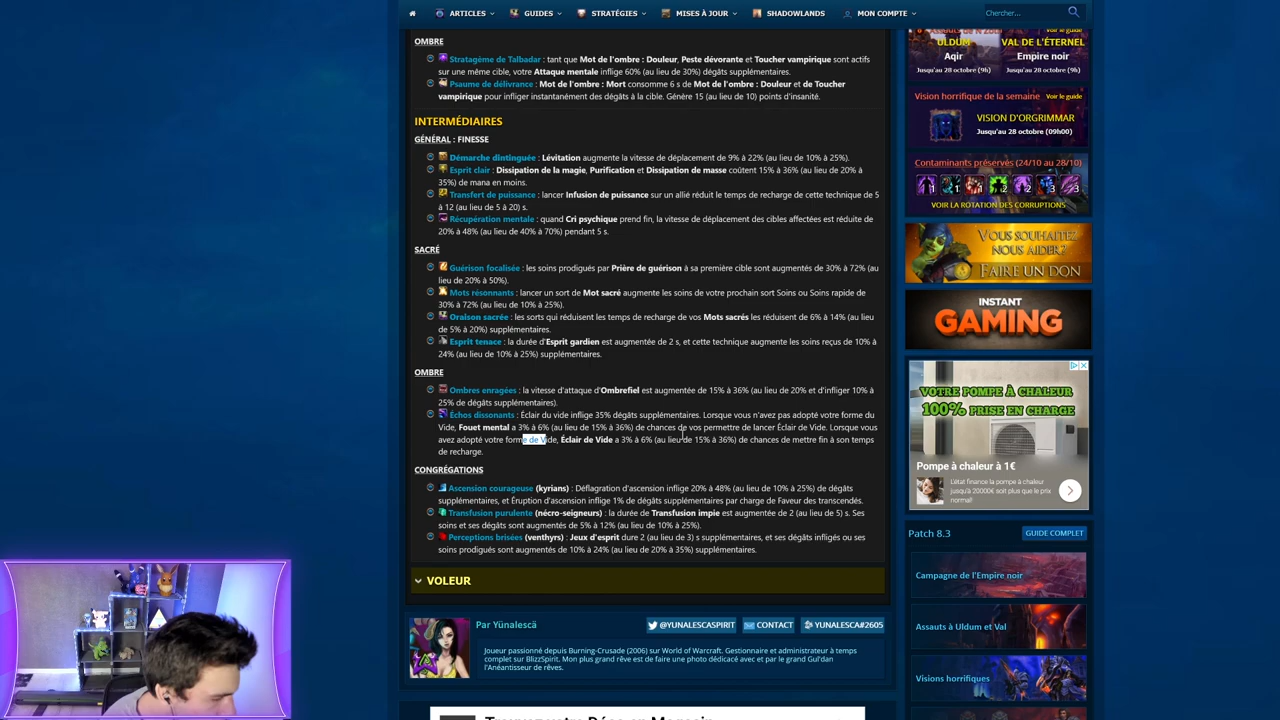 ARTICLES
GUIDES
STRATÉGIES
MISES À JOUR
SHADOWLANDS
MON COMPTE
Chercher...
OMBRE
Stratagème de Talbadar : tant que Mot de l'ombre : Douleur, Peste dévorante et Toucher vampirique sont actifs
sur une même cible, votre Attaque mentale inflige 60% (au lieu de 30%) dégâts supplémentaires.
Psaume de délivrance : Mot de l'ombre : Mort consomme 6 s de Mot de l'ombre : Douleur et de Toucher
vampirique pour infliger instantanément des dégâts à la cible. Génère 15 (au lieu de 10) points d'insanité.
INTERMÉDIAIRES
GÉNÉRAL : FINESSE
Démarche dintinguée : Lévitation augmente la vitesse de déplacement de 9% à 22% (au lieu de 10% à 25%).
Esprit clair : Dissipation de la magie, Purification et Dissipation de masse coûtent 15% à 36% (au lieu de 20% à
35%) de mana en moins.
Transfert de puissance : lancer Infusion de puissance sur un allié réduit le temps de recharge de cette technique de 5
à 12 (au lieu de 5 à 20) s.
Récupération mentale : quand Cri psychique prend fin, la vitesse de déplacement des cibles affectées est réduite de
20% à 48% (au lieu de 40% à 70%) pendant 5 s.
SACRÉ
Guérison focalisée : les soins prodigués par Prière de guérison à sa première cible sont augmentés de 30% à 72% (au
lieu de 20% à 50%).
Mots résonnants : lancer un sort de Mot sacré augmente les soins de votre prochain sort Soins ou Soins rapide de
30% à 72% (au lieu de 10% à 25%).
Oraison sacrée : les sorts qui réduisent les temps de recharge de vos Mots sacrés les réduisent de 6% à 14% (au lieu
de 5% à 20%) supplémentaires.
Esprit tenace : la durée d'Esprit gardien est augmentée de 2 s, et cette technique augmente les soins reçus de 10% à
24% (au lieu de 10% à 25%) supplémentaires.
OMBRE
Ombres enragées : la vitesse d'attaque d'Ombrefiel est augmentée de 15% à 36% (au lieu de 20% et d'infliger 10% à
25% de dégâts supplémentaires).
Échos dissonants : Éclair du vide inflige 35% dégâts supplémentaires. Lorsque vous n'avez pas adopté votre forme du
Vide, Fouet mental a 3% à 6% (au lieu de 15% à 36%) de chances de vos permettre de lancer Éclair de Vide. Lorsque vous
avez adopté votre forme de Vide, Éclair de Vide a 3% à 6% (au lieu de 15% à 36%) de chances de mettre fin à son temps
de recharge.
CONGRÉGATIONS
Ascension courageuse (kyrians) : Déflagration d'ascension inflige 20% à 48% (au lieu de 10% à 25%) de dégâts
supplémentaires, et Éruption d'ascension inflige 1% de dégâts supplémentaires par charge de Faveur des transcendés.
Transfusion purulente (nécro-seigneurs) : la durée de Transfusion impie est augmentée de 2 (au lieu de 5) s. Ses
soins et ses dégâts sont augmentés de 5% à 12% (au lieu de 10% à 25%).
Perceptions brisées (venthyrs) : Jeux d'esprit dure 2 (au lieu de 3) s supplémentaires, et ses dégâts infligés ou ses
soins prodigués sont augmentés de 10% à 24% (au lieu de 20% à 35%) supplémentaires.
VOLEUR
Par Yùnalescä
@YUNALESCASPIRIT
CONTACT
YUNALESCA#2605
Joueur passionné depuis Burning-Crusade (2006) sur World of Warcraft. Gestionnaire et administrateur à temps
complet sur BlizzSpirit. Mon plus grand rêve est de faire une photo dédicacé avec et par le grand Gul'dan
l'Anéantisseur de rêves.
ULDUM
VAL DE L'ÉTERNEL
Aqir
Empire noir
Jusqu'au 28 octobre (9h)
Jusqu'au 28 octobre (9h)
Vision horrifique de la semaine
Voir le guide
VISION D'ORGRIMMAR
Jusqu'au 28 octobre (09h00)
Contaminants préservés (24/10 au 28/10)
1 1 1 2 2 3 3
VOIR LA ROTATION DES CORRUPTIONS
VOUS SOUHAITEZ
NOUS AIDER?
FAIRE UN DON
INSTANT
GAMING
VOTRE POMPE À CHALEUR
100% PRISE EN CHARGE
Pompe à chaleur à 1€
L'état finance la pompe à
chaleur jusqu'à 20000€ soit plus que le prix
normal!
Patch 8.3
GUIDE COMPLET
Campagne de l'Empire noir
Assauts à Uldum et Val
Visions horrifiques